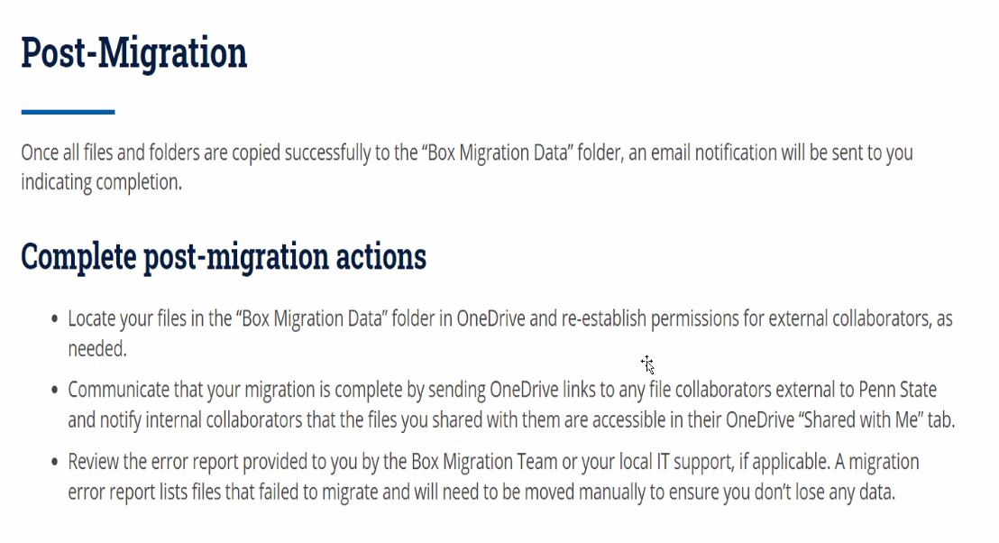 Post-Migration
Once all files and folders are copied successfully to the “Box Migration Data” folder, an email notification will be sent to you
indicating completion.
Complete post-migration actions
• Locate your files in the “Box Migration Data” folder in OneDrive and re-establish permissions for external collaborators, as
needed.
• Communicate that your migration is complete by sending OneDrive links to any file collaborators external to Penn State
and notify internal collaborators that the files you shared with them are accessible in their OneDrive “Shared with Me” tab.
• Review the error report provided to you by the Box Migration Team or your local IT support, if applicable. A migration
error report lists files that failed to migrate and will need to be moved manually to ensure you don’t lose any data.